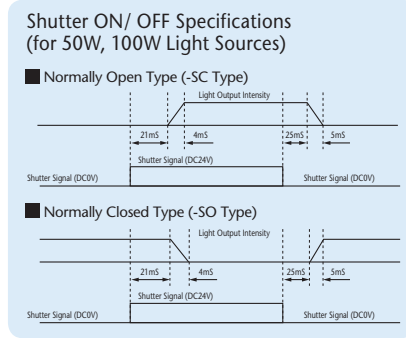 Shutter ON/ OFF Specifications
(for 50W, 100W Light Sources)
Normally Open Type (-SC Type)
Light Output Intensity
21mS 4mS 25mS 5mS
Shutter Signal (DC24V)
Shutter Signal (DC0V) Shutter Signal (DC0V)
Normally Closed Type (-SO Type)
Light Output Intensity
21mS 4mS 25mS 5mS
Shutter Signal (DC24V)
Shutter Signal (DC0V) Shutter Signal (DC0V)